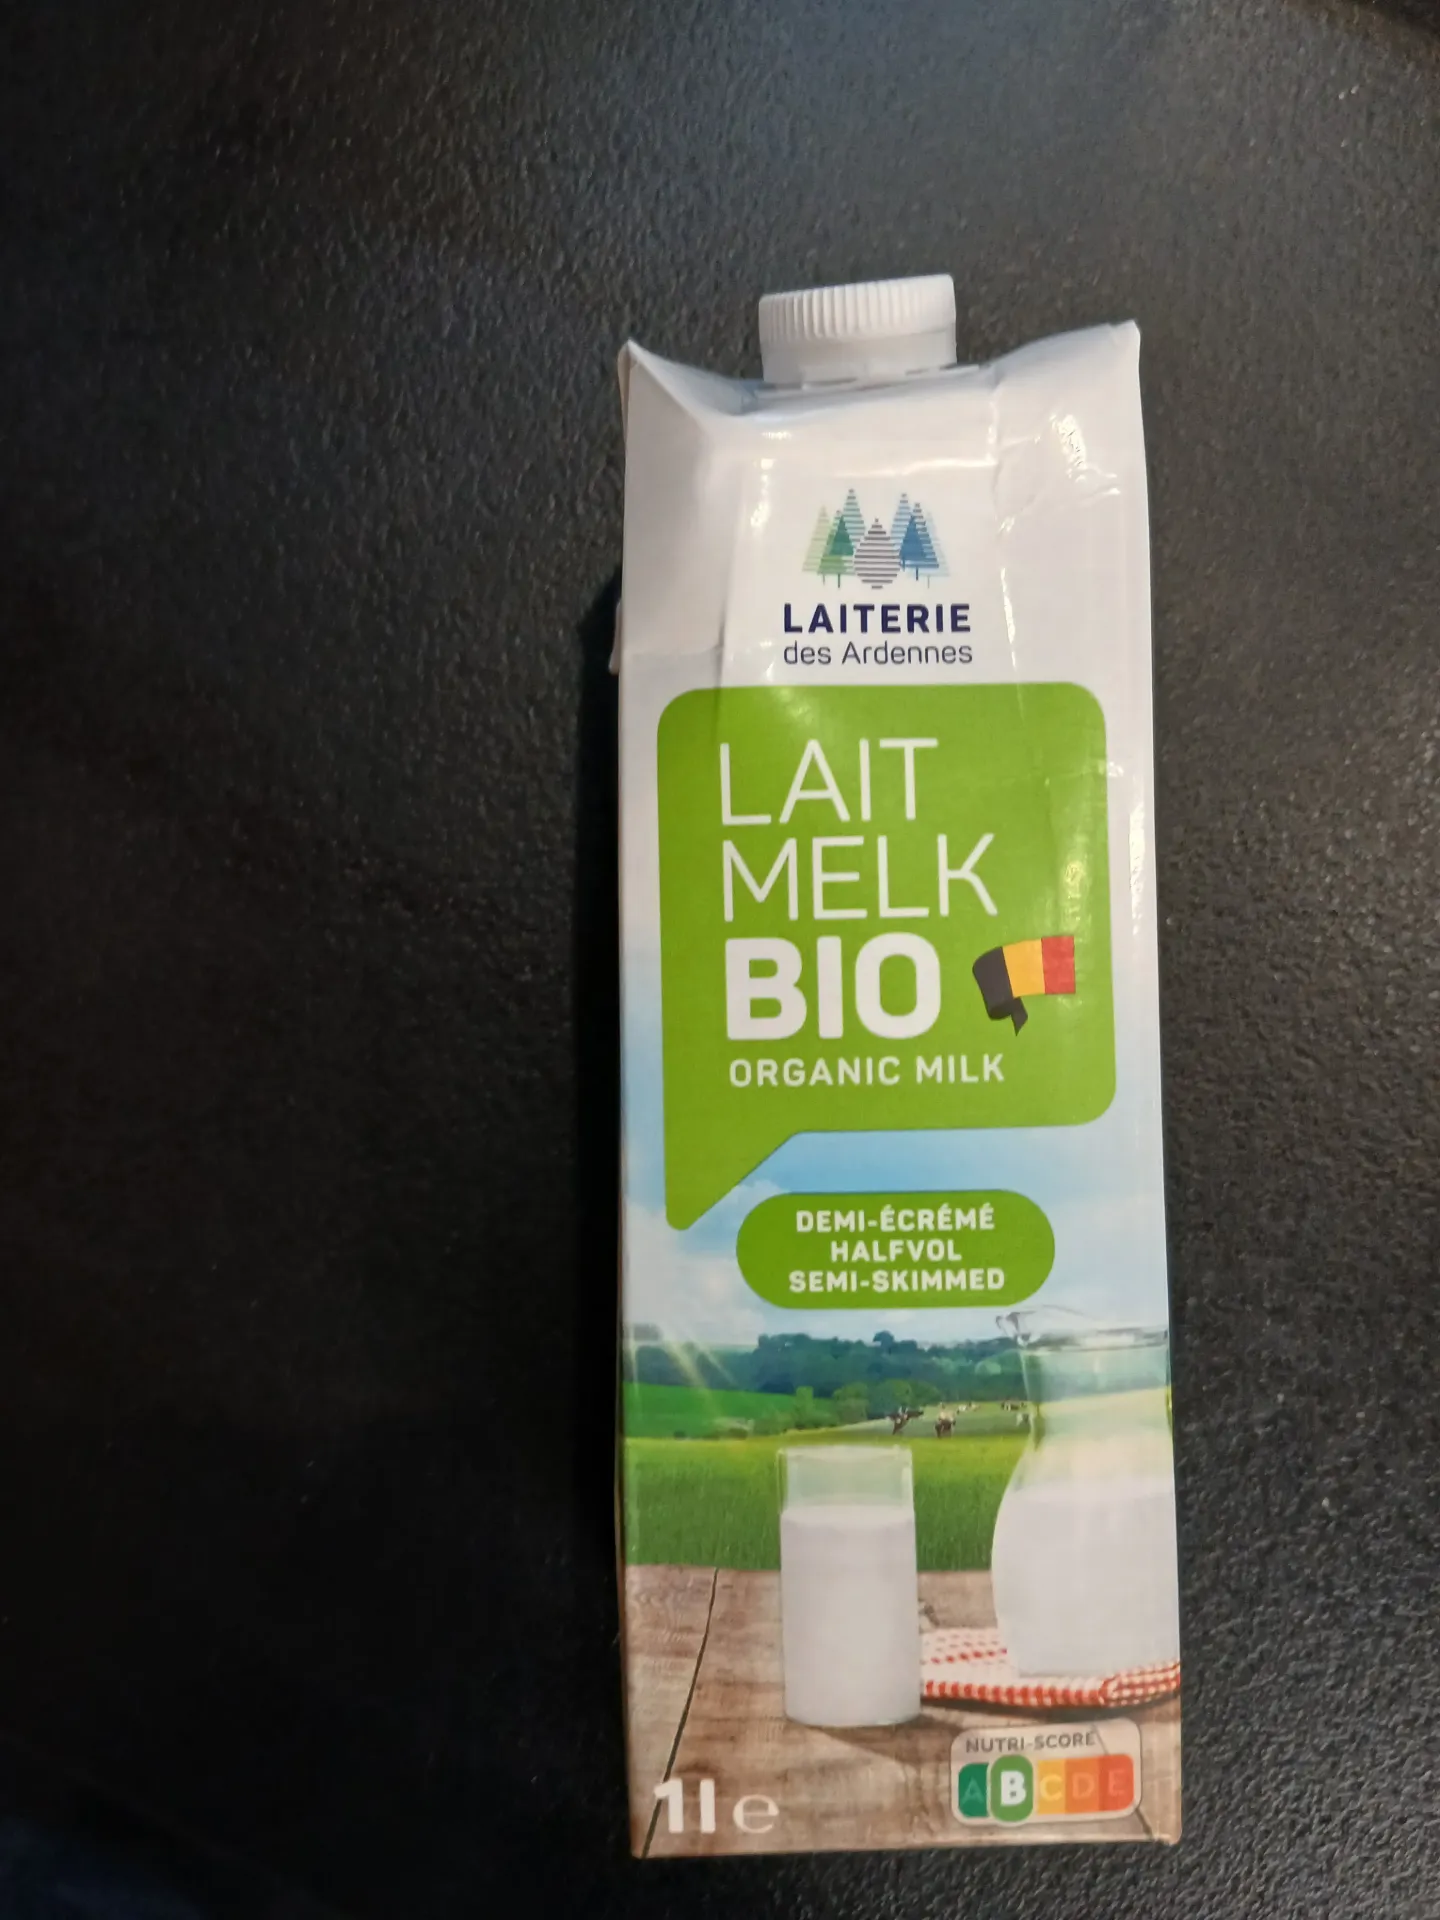 LAITERIE
des Ardennes
LAIT
MELK
BIO
ORGANIC MILK
DEMI-ÉCRÉMÉ
HALFVOL
SEMI-SKIMMED
NUTRI-SCORE
A B C D E
1l e